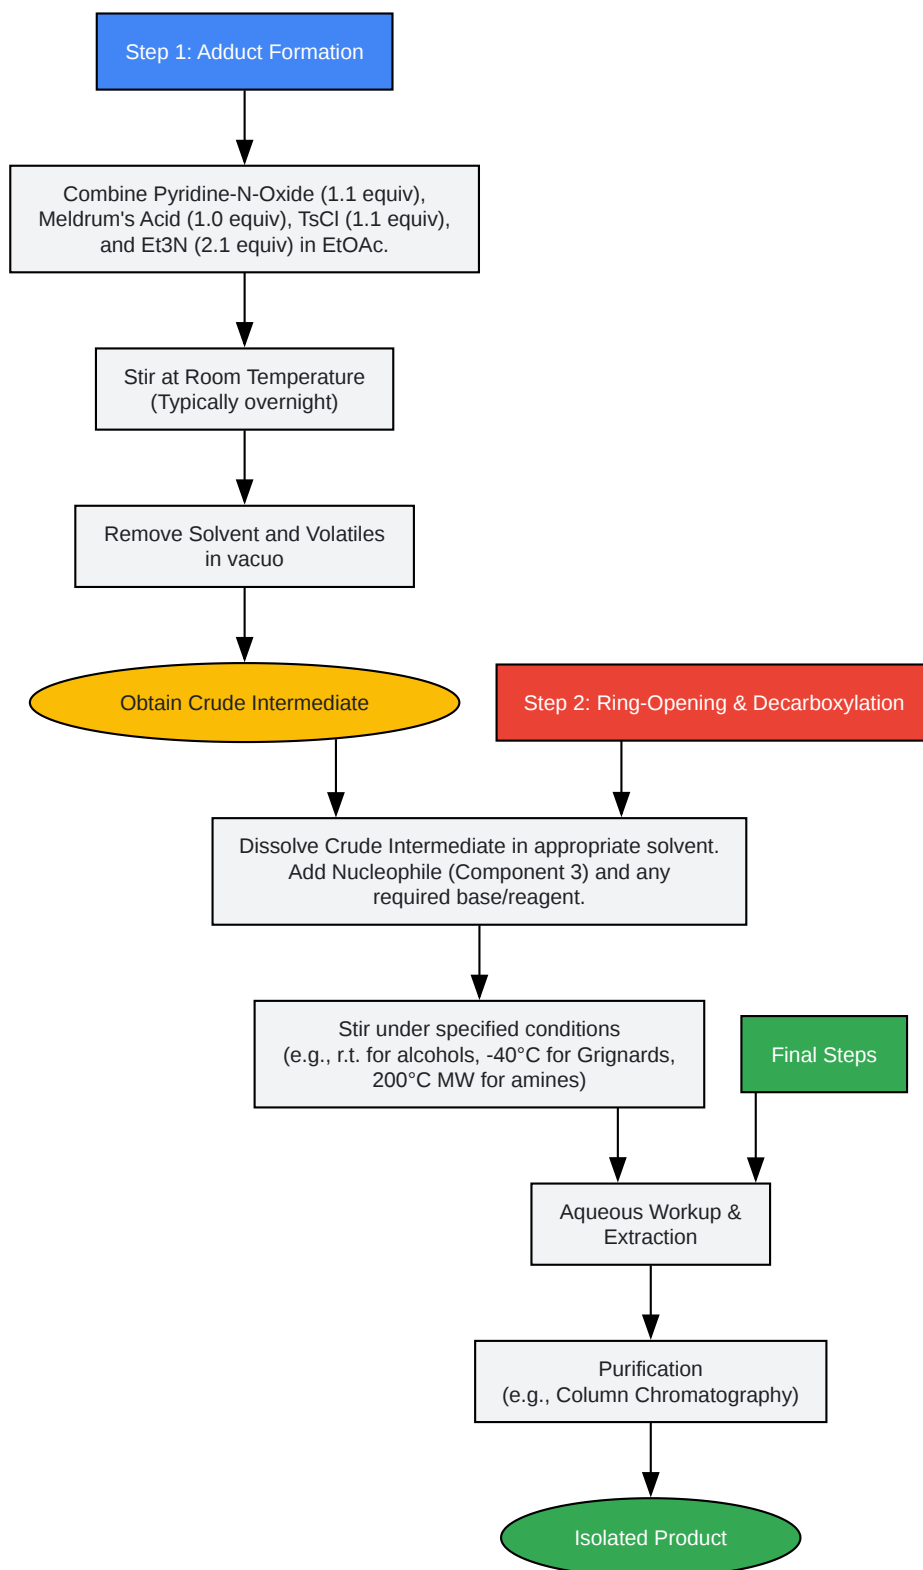 Step 1: Adduct Formation
Combine Pyridine-N-Oxide (1.1 equiv),
Meldrum's Acid (1.0 equiv), TsCl (1.1 equiv),
and Et3N (2.1 equiv) in EtOAc.
Stir at Room Temperature
(Typically overnight)
Remove Solvent and Volatiles
in vacuo
Obtain Crude Intermediate
Step 2: Ring-Opening & Decarboxylation
Dissolve Crude Intermediate in appropriate solvent.
Add Nucleophile (Component 3) and any
required base/reagent.
Stir under specified conditions
(e.g., r.t. for alcohols, -40°C for Grignards,
200°C MW for amines)
Final Steps
Aqueous Workup &
Extraction
Purification
(e.g., Column Chromatography)
Isolated Product